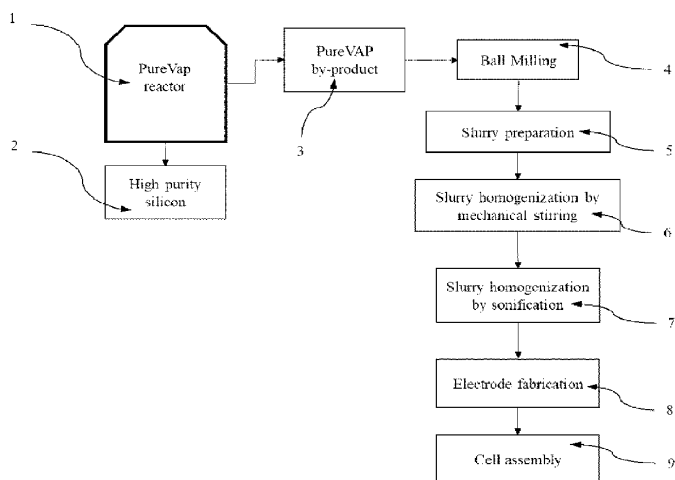 1
PureVap
reactor
PureVAP
by-product
Ball Milling
4
3
2
High purity
silicon
Slurry preparation
5
Slurry homogenization by
mechanical stirring
6
Slurry homogenization
by sonification
7
Electrode fabrication
8
Cell assembly
9